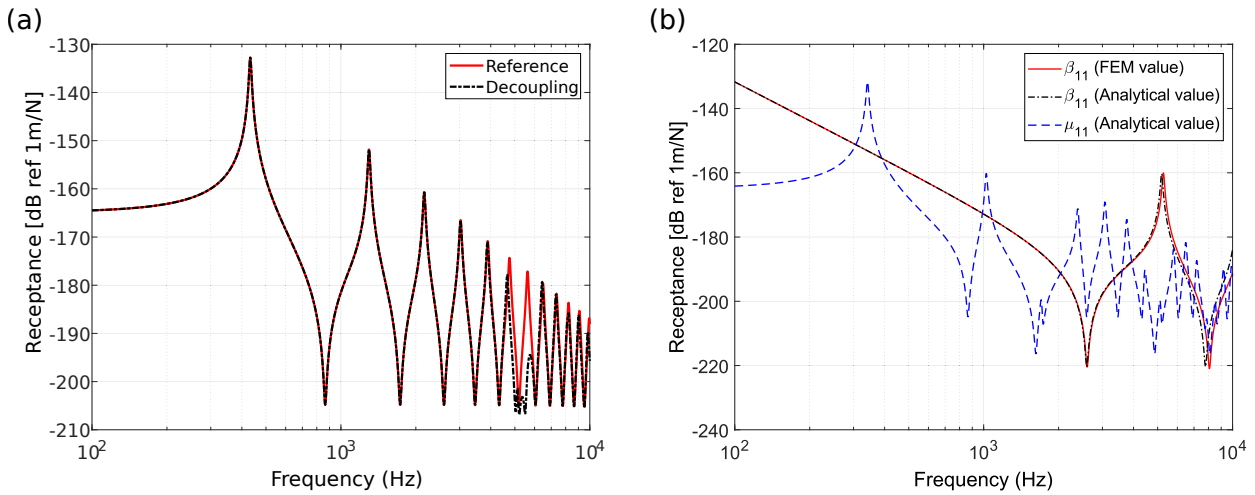 (a)
-130
-140
-150
-160
-170
-180
-190
-200
-210
10²
10³
10⁴
Receptance [dB ref 1m/N]
Frequency (Hz)
Reference
Decoupling
(b)
-120
-140
-160
-180
-200
-220
-240
10²
10³
10⁴
Receptance [dB ref 1m/N]
Frequency (Hz)
β₁₁ (FEM value)
β₁₁ (Analytical value)
μ₁₁ (Analytical value)